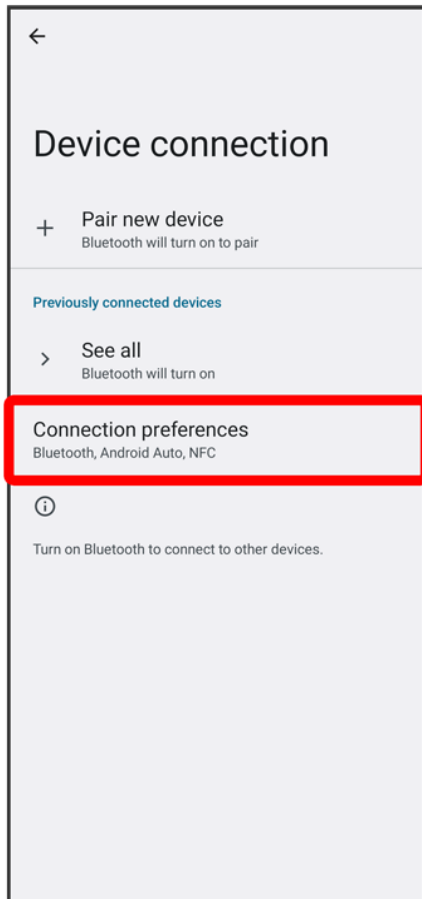 Device connection
Pair new device
Bluetooth will turn on to pair
Previously connected devices
See all
Bluetooth will turn on
Connection preferences
Bluetooth, Android Auto, NFC
Turn on Bluetooth to connect to other devices.